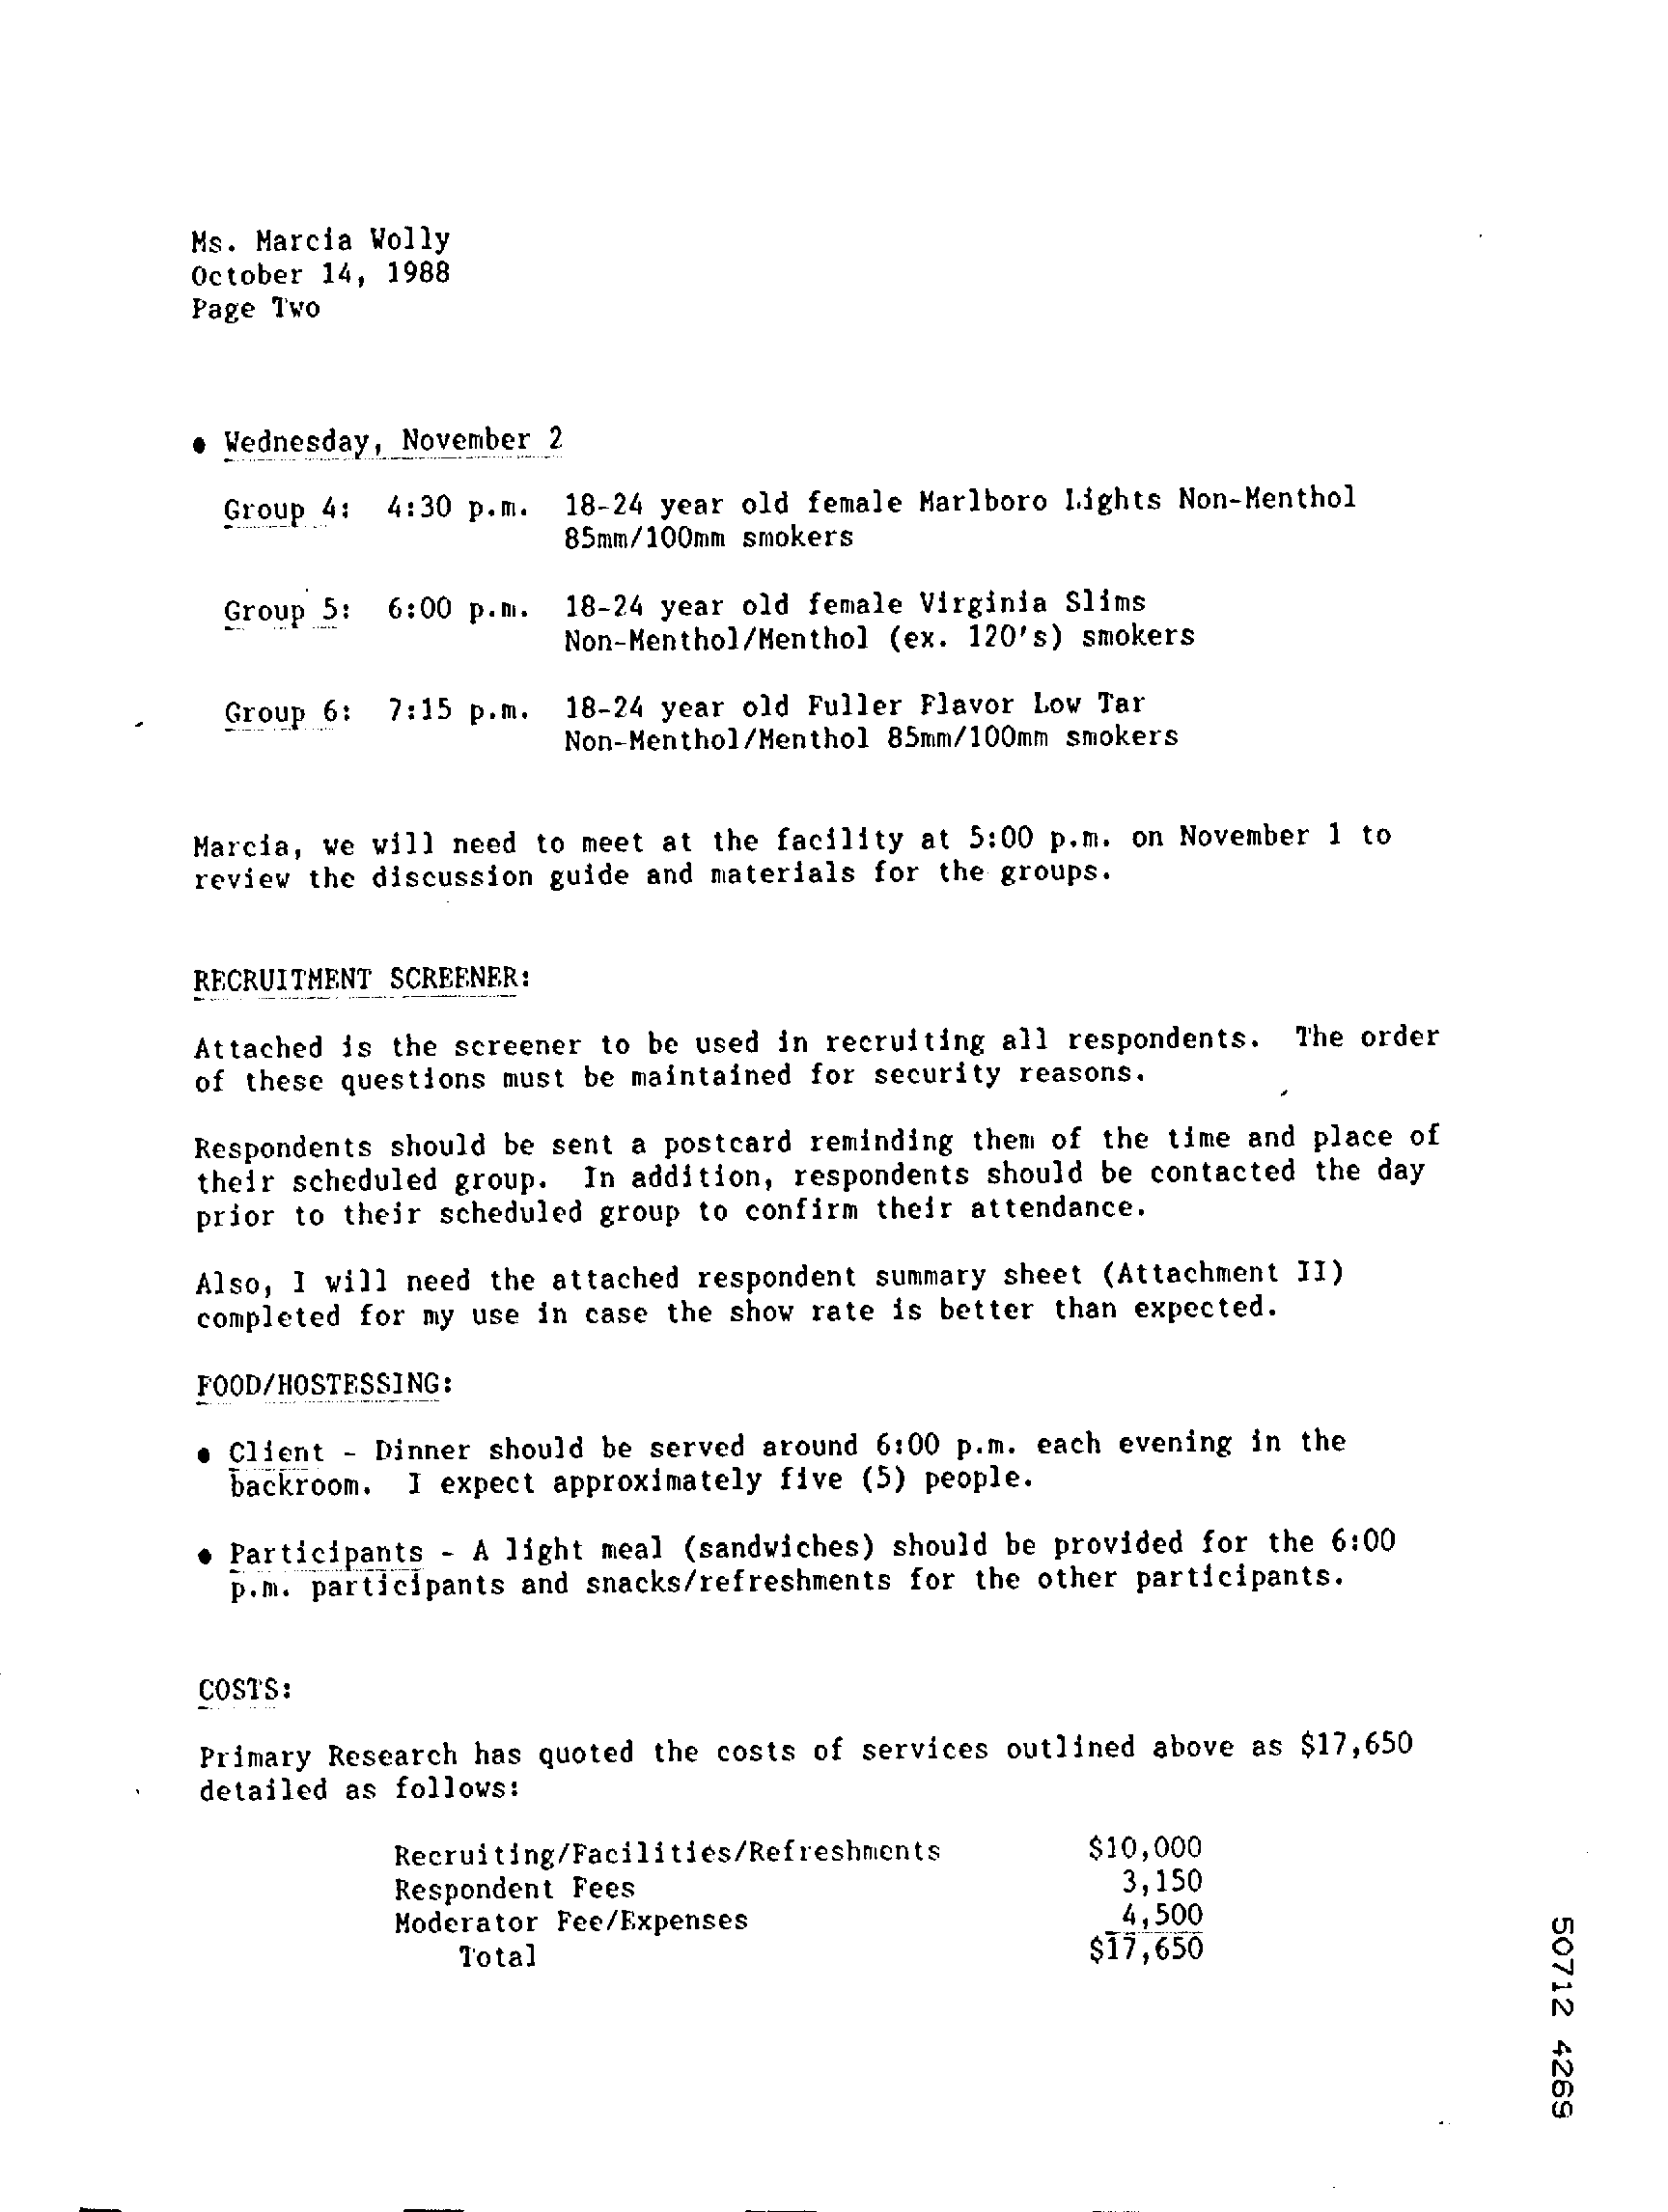 Ms. Marcia Wolly
October 14, 1988
Page Two
• Wednesday, November 2
Group 4: 4:30 p.m. 18-24 year old female Marlboro Lights Non-Menthol
85mm/100mm smokers
Group 5: 6:00 p.m. 18-24 year old female Virginia Slims
Non-Menthol/Menthol (ex. 120's) smokers
Group 6: 7:15 p.m. 18-24 year old Fuller Flavor Low Tar
Non-Menthol/Menthol 85mm/100mm smokers
Marcia, we will need to meet at the facility at 5:00 p.m. on November 1 to
review the discussion guide and materials for the groups.
RECRUITMENT SCREENER:
Attached is the screener to be used in recruiting all respondents. The order
of these questions must be maintained for security reasons.
Respondents should be sent a postcard reminding them of the time and place of
their scheduled group. In addition, respondents should be contacted the day
prior to their scheduled group to confirm their attendance.
Also, I will need the attached respondent summary sheet (Attachment II)
completed for my use in case the show rate is better than expected.
FOOD/HOSTESSING:
• Client - Dinner should be served around 6:00 p.m. each evening in the
backroom. I expect approximately five (5) people.
• Participants - A light meal (sandwiches) should be provided for the 6:00
p.m. participants and snacks/refreshments for the other participants.
COSTS:
Primary Research has quoted the costs of services outlined above as $17,650
detailed as follows:
Recruiting/Facilities/Refreshments $10,000
Respondent Fees 3,150
Moderator Fee/Expenses 4,500
Total $17,650
50712 4269